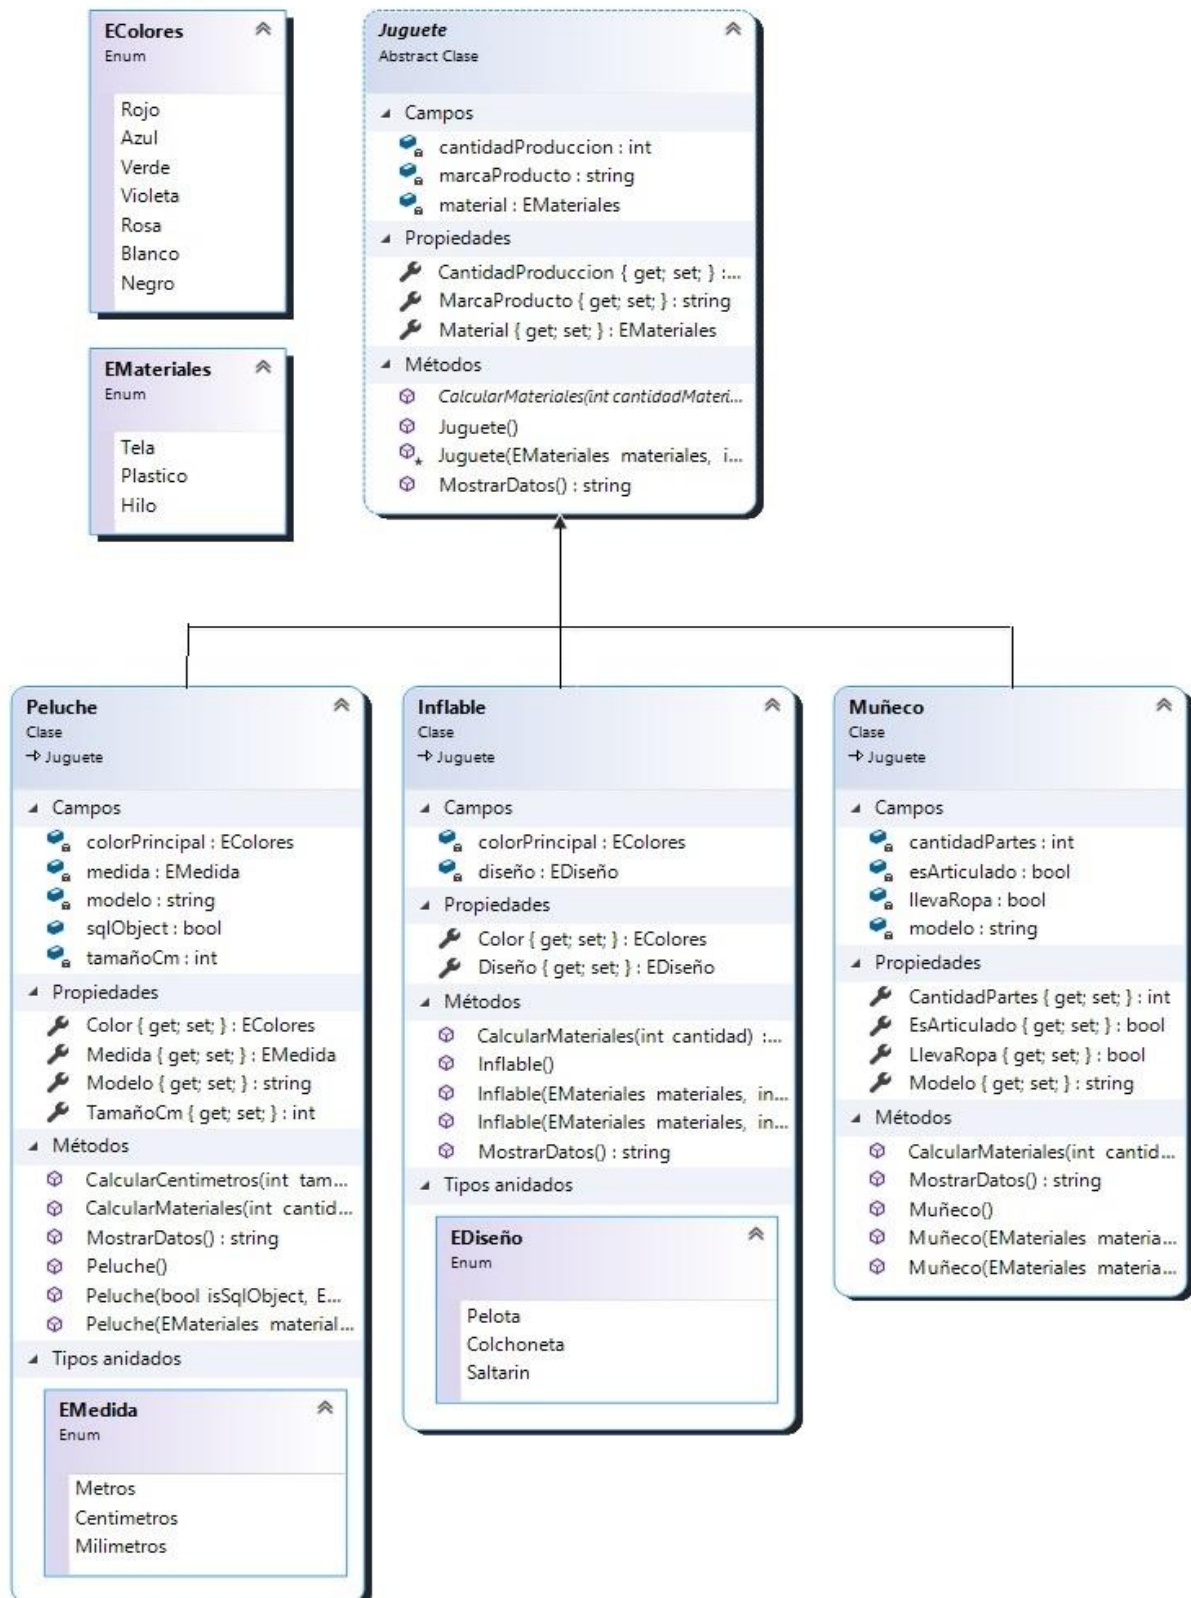 EColores
Enum
Rojo
Azul
Verde
Violeta
Rosa
Blanco
Negro
EMateriales
Enum
Tela
Plastico
Hilo
Juguete
Abstract Clase
Campos
cantidadProduccion : int
marcaProducto : string
material : EMateriales
Propiedades
CantidadProduccion { get; set; } :...
MarcaProducto { get; set; } : string
Material { get; set; } : EMateriales
Métodos
CalcularMateriales(int cantidadMateri...
Juguete()
Juguete(EMateriales materiales, i...
MostrarDatos() : string
Peluche
Clase
Juguete
Campos
colorPrincipal : EColores
medida : EMedida
modelo : string
sqlObject : bool
tamañoCm : int
Propiedades
Color { get; set; } : EColores
Medida { get; set; } : EMedida
Modelo { get; set; } : string
TamañoCm { get; set; } : int
Métodos
CalcularCentimetros(int tam...
CalcularMateriales(int cantid...
MostrarDatos() : string
Peluche()
Peluche(bool isSqlObject, E...
Peluche(EMateriales material...
Tipos anidados
EMedida
Enum
Metros
Centimetros
Milimetros
Inflable
Clase
Juguete
Campos
colorPrincipal : EColores
diseño : EDiseño
Propiedades
Color { get; set; } : EColores
Diseño { get; set; } : EDiseño
Métodos
CalcularMateriales(int cantidad) :...
Inflable()
Inflable(EMateriales materiales, in...
Inflable(EMateriales materiales, in...
MostrarDatos() : string
Tipos anidados
EDiseño
Enum
Pelota
Colchoneta
Saltarin
Muñeco
Clase
Juguete
Campos
cantidadPartes : int
esArticulado : bool
llevaRopa : bool
modelo : string
Propiedades
CantidadPartes { get; set; } : int
EsArticulado { get; set; } : bool
LlevaRopa { get; set; } : bool
Modelo { get; set; } : string
Métodos
CalcularMateriales(int cantid...
MostrarDatos() : string
Muñeco()
Muñeco(EMateriales materia...
Muñeco(EMateriales materia...